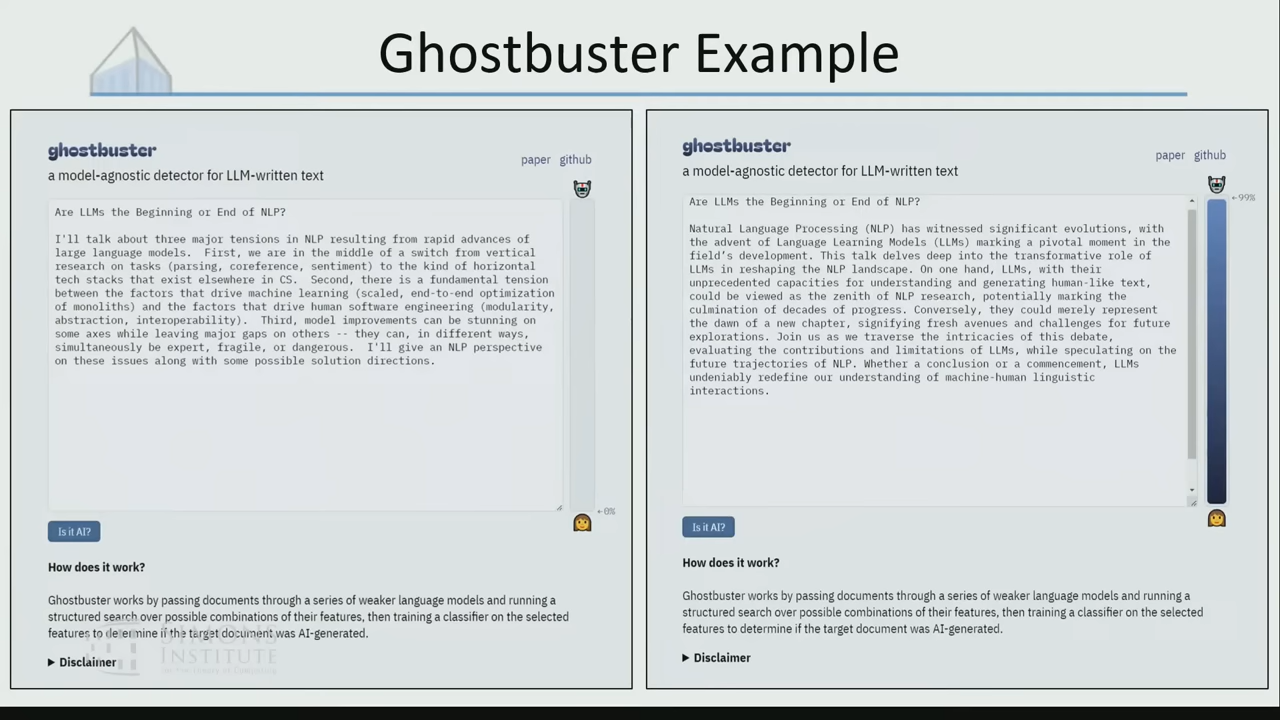 Ghostbuster Example
ghostbuster
paper github
a model-agnostic detector for LLM-written text
Are LLMs the Beginning or End of NLP?
I'll talk about three major tensions in NLP resulting from rapid advances of
large language models.  First, we are in the middle of a switch from vertical
research on tasks (parsing, coreference, sentiment) to the kind of horizontal
tech stacks that exist elsewhere in CS.  Second, there is a fundamental tension
between the factors that drive machine learning (scaled, end-to-end optimization
of monoliths) and the factors that drive human software engineering (modularity,
abstraction, interoperability).  Third, model improvements can be stunning on
some axes while leaving major gaps on others -- they can, in different ways,
simultaneously be expert, fragile, or dangerous.  I'll give an NLP perspective
on these issues along with some possible solution directions.
←0%
Is it AI?
How does it work?
Ghostbuster works by passing documents through a series of weaker language models and running a
structured search over possible combinations of their features, then training a classifier on the selected
features to determine if the target document was AI-generated.
▶ Disclaimer
SIMONS
INSTITUTE
ghostbuster
paper github
a model-agnostic detector for LLM-written text
←99%
Are LLMs the Beginning or End of NLP?
Natural Language Processing (NLP) has witnessed significant evolutions, with
the advent of Language Learning Models (LLMs) marking a pivotal moment in the
field's development. This talk delves deep into the transformative role of
LLMs in reshaping the NLP landscape. On one hand, LLMs, with their
unprecedented capacities for understanding and generating human-like text,
could be viewed as the zenith of NLP research, potentially marking the
culmination of decades of progress. Conversely, they could merely represent
the dawn of a new chapter, signifying fresh avenues and challenges for future
explorations. Join us as we traverse the intricacies of this debate,
evaluating the contributions and limitations of LLMs, while speculating on the
future trajectories of NLP. Whether a conclusion or a commencement, LLMs
undeniably redefine our understanding of machine-human linguistic
interactions.
Is it AI?
How does it work?
Ghostbuster works by passing documents through a series of weaker language models and running a
structured search over possible combinations of their features, then training a classifier on the selected
features to determine if the target document was AI-generated.
▶ Disclaimer